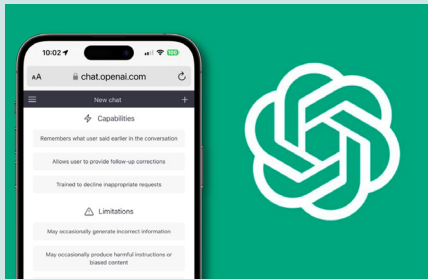 10:02
100
AA chat.openai.com
New chat
Capabilities
Remembers what user said earlier in the conversation
Allows user to provide follow-up corrections
Trained to decline inappropriate requests
Limitations
May occasionally generate incorrect information
May occasionally produce harmful instructions or
biased content